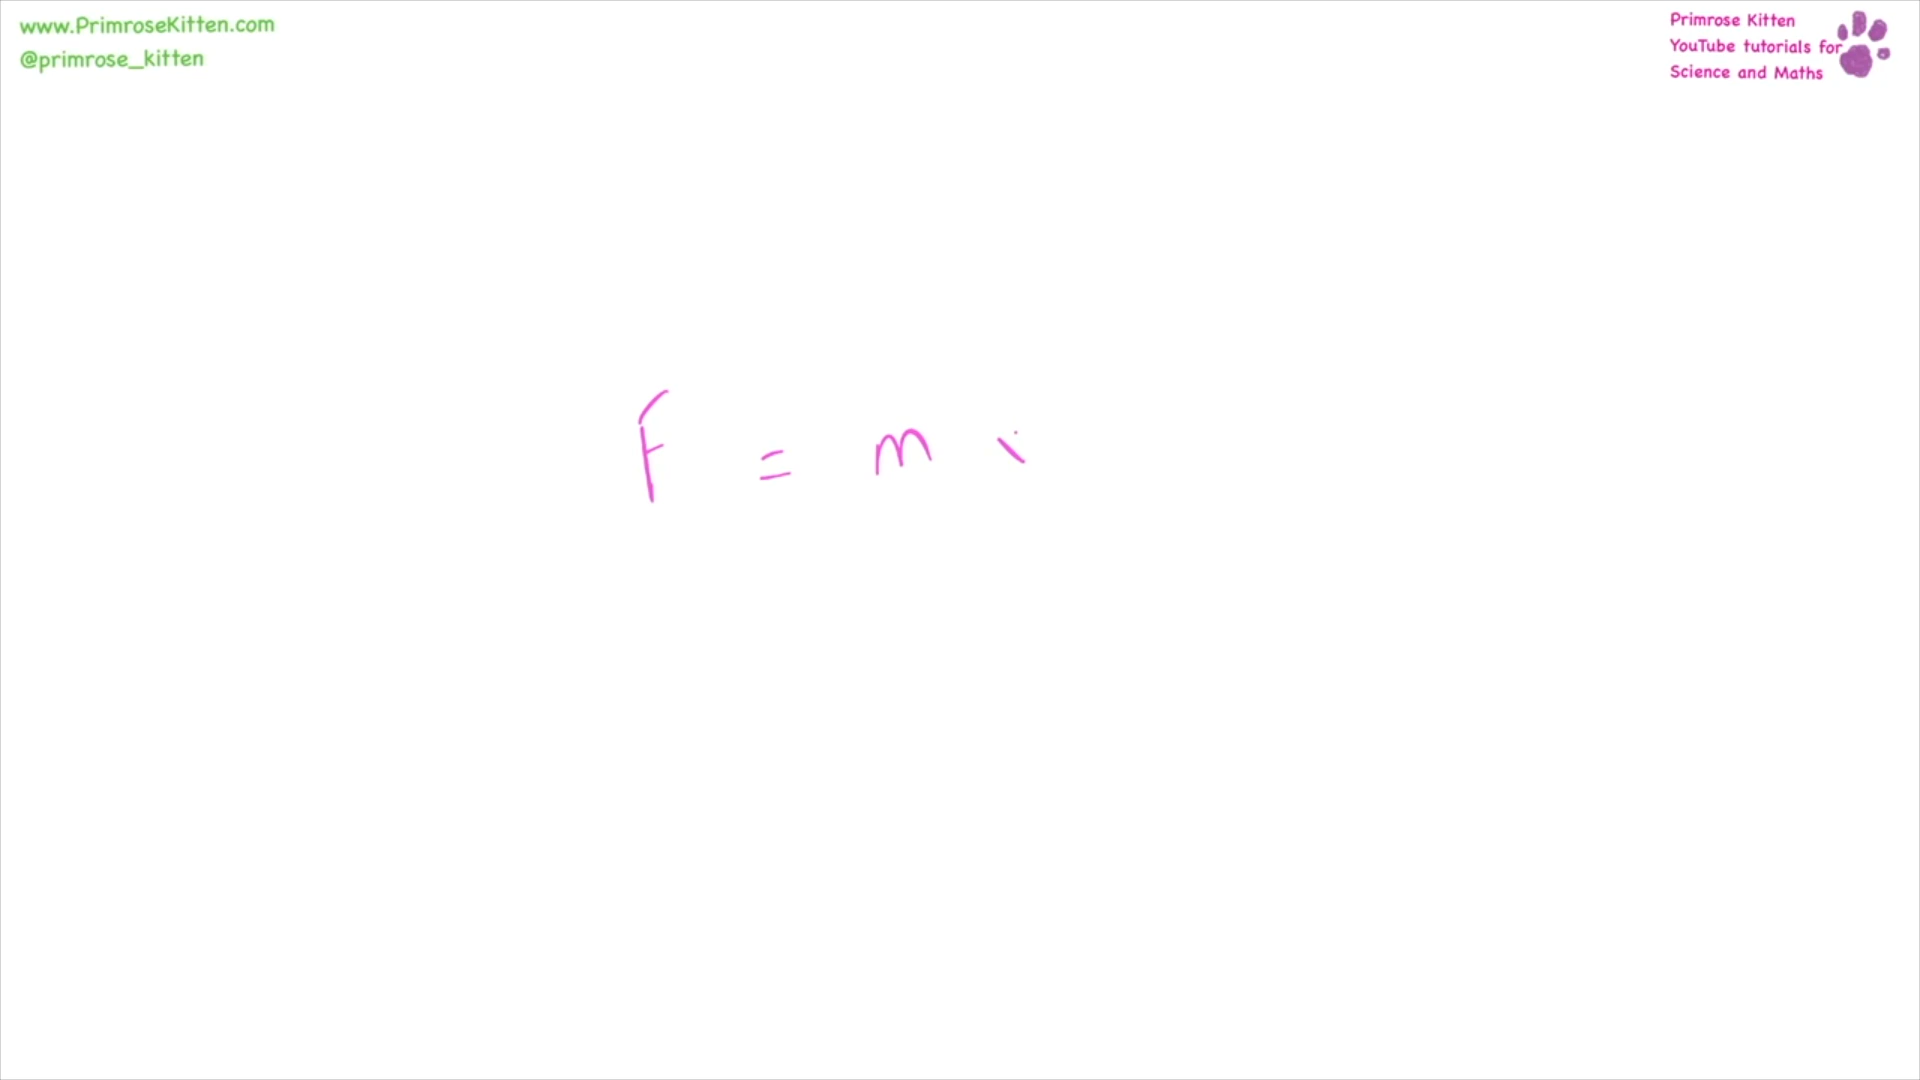 www.PrimroseKitten.com
@primrose_kitten
Primrose Kitten
YouTube tutorials for
Science and Maths
F = m